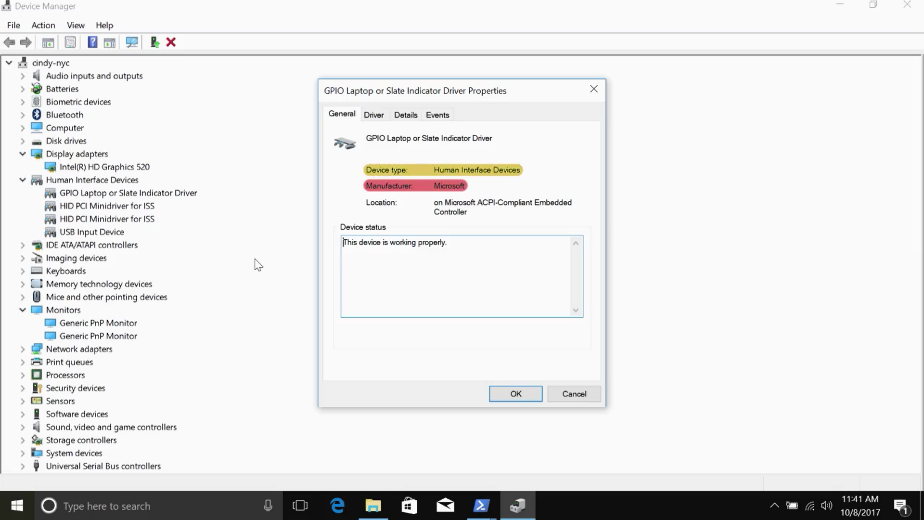 Device Manager
File Action View Help
cindy-nyc
Audio inputs and outputs
Batteries
Biometric devices
Bluetooth
Computer
Disk drives
Display adapters
Intel(R) HD Graphics 520
Human Interface Devices
GPIO Laptop or Slate Indicator Driver
HID PCI Minidriver for ISS
HID PCI Minidriver for ISS
USB Input Device
IDE ATA/ATAPI controllers
Imaging devices
Keyboards
Memory technology devices
Mice and other pointing devices
Monitors
Generic PnP Monitor
Generic PnP Monitor
Network adapters
Print queues
Processors
Security devices
Sensors
Software devices
Sound, video and game controllers
Storage controllers
System devices
Universal Serial Bus controllers
GPIO Laptop or Slate Indicator Driver Properties
General Driver Details Events
GPIO Laptop or Slate Indicator Driver
Device type: Human Interface Devices
Manufacturer: Microsoft
Location: on Microsoft ACPI-Compliant Embedded
Controller
Device status
This device is working properly.
OK Cancel
Type here to search
11:41 AM
10/8/2017
1